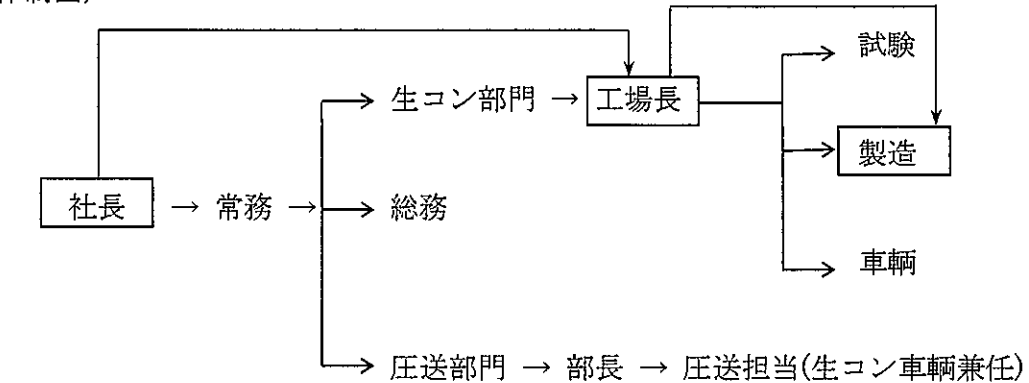 試験
生コン部門 → 工場長
製造
社長 → 常務 → 総務
車輌
圧送部門 → 部長 → 圧送担当(生コン車輌兼任)